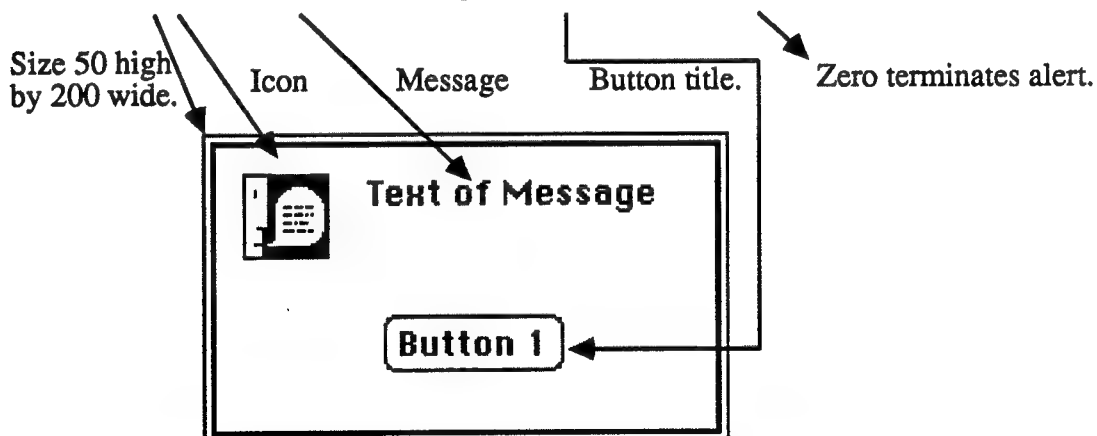 Size 50 high
by 200 wide.
Icon
Message
Button title.
Zero terminates alert.
Text of Message
Button 1